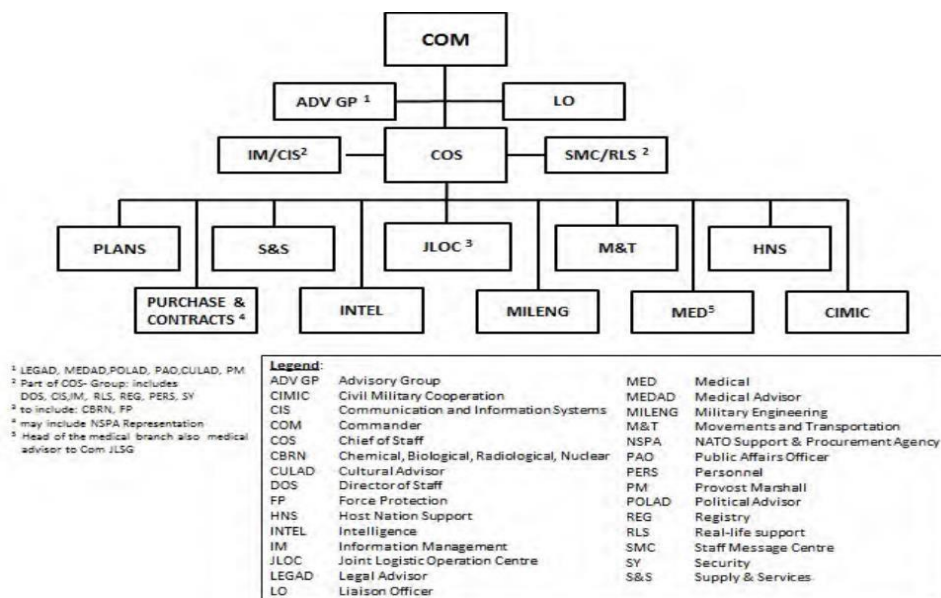 COM
ADV GP ¹
LO
IM/CIS²
COS
SMC/RLS ²
PLANS
S&S
JLOC ³
M&T
HNS
PURCHASE &
CONTRACTS ⁴
INTEL
MILENG
MED⁵
CIMIC
¹ LEGAD, MEDAD,POLAD, PAO,CULAD, PM
² Part of COS- Group: includes
DOS, CIS,IM, RLS, REG, PERS, SY
³ to include: CBRN, FP
⁴ may include NSPA Representation
⁵ Head of the medical branch also medical
advisor to Com JLSG
Legend:
ADV GP Advisory Group
CIMIC Civil Military Cooperation
CIS Communication and Information Systems
COM Commander
COS Chief of Staff
CBRN Chemical, Biological, Radiological, Nuclear
CULAD Cultural Advisor
DOS Director of Staff
FP Force Protection
HNS Host Nation Support
INTEL Intelligence
IM Information Management
JLOC Joint Logistic Operation Centre
LEGAD Legal Advisor
LO Liaison Officer
MED Medical
MEDAD Medical Advisor
MILENG Military Engineering
M&T Movements and Transportation
NSPA NATO Support & Procurement Agency
PAO Public Affairs Officer
PERS Personnel
PM Provost Marshall
POLAD Political Advisor
REG Registry
RLS Real-life support
SMC Staff Message Centre
SY Security
S&S Supply & Services